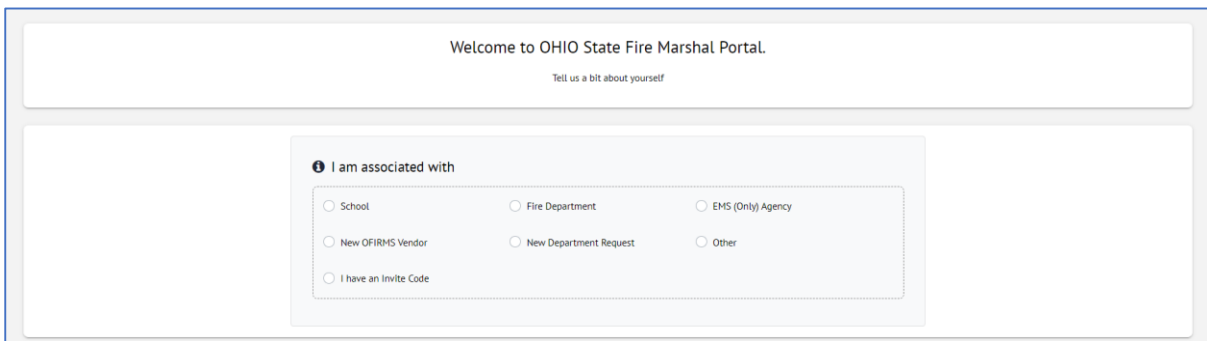 Welcome to OHIO State Fire Marshal Portal.
Tell us a bit about yourself
I am associated with
School Fire Department EMS (Only) Agency
New OFIRMS Vendor New Department Request Other
I have an Invite Code